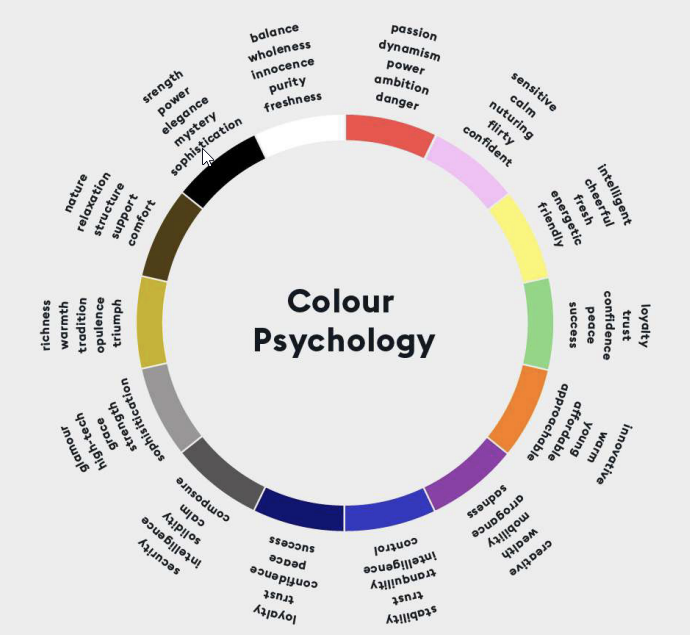 Colour
Psychology
passion
dynamism
power
ambition
danger
sensitive
calm
nuturing
flirty
confident
intelligent
cheerful
fresh
energetic
friendly
loyalty
trust
confidence
peace
success
innovative
warm
young
affordable
approachable
creative
wealth
mobility
arrogance
sadness
stability
trust
tranquility
intelligence
control
loyalty
trust
confidence
peace
success
security
intelligence
solidity
calm
composure
glamour
high-tech
grace
strength
sophisitication
richness
warmth
tradition
opulence
triumph
nature
relaxation
structure
support
comfort
srength
power
elegance
mystery
sophistication
balance
wholeness
innocence
purity
freshness